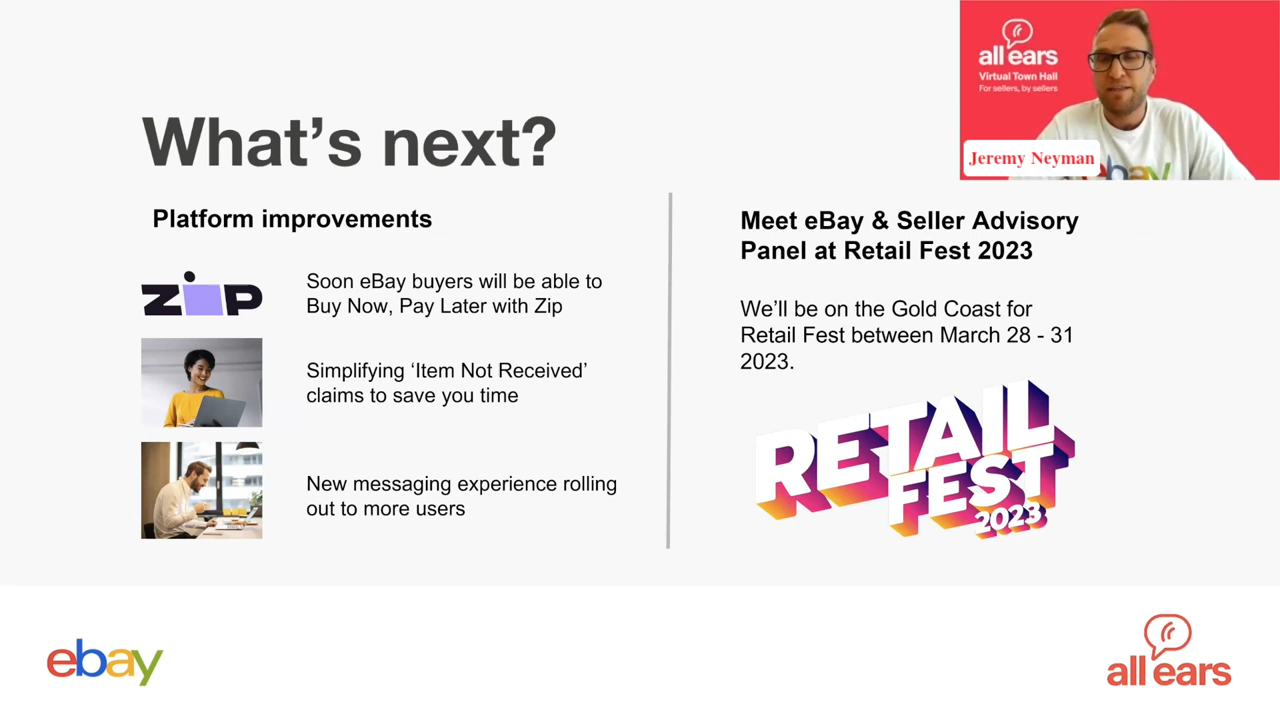 all ears
Virtual Town Hall
For sellers, by sellers
Jeremy Neyman
ebay
What's next?
Platform improvements
zip
Soon eBay buyers will be able to
Buy Now, Pay Later with Zip
Simplifying ‘Item Not Received’
claims to save you time
New messaging experience rolling
out to more users
Meet eBay & Seller Advisory
Panel at Retail Fest 2023
We’ll be on the Gold Coast for
Retail Fest between March 28 - 31
2023.
RETAIL
FEST
2023
ebay
all ears